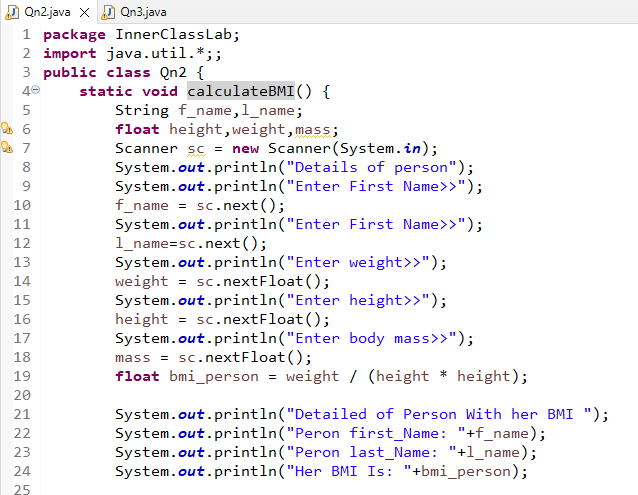 Qn2.java Qn3.java
1 package InnerClassLab;
2 import java.util.*;;
3 public class Qn2 {
4 static void calculateBMI() {
5 String f_name,l_name;
6 float height,weight,mass;
7 Scanner sc = new Scanner(System.in);
8 System.out.println("Details of person");
9 System.out.println("Enter First Name>>");
10 f_name = sc.next();
11 System.out.println("Enter First Name>>");
12 l_name=sc.next();
13 System.out.println("Enter weight>>");
14 weight = sc.nextFloat();
15 System.out.println("Enter height>>");
16 height = sc.nextFloat();
17 System.out.println("Enter body mass>>");
18 mass = sc.nextFloat();
19 float bmi_person = weight / (height * height);
20
21 System.out.println("Detailed of Person With her BMI ");
22 System.out.println("Peron first_Name: "+f_name);
23 System.out.println("Peron last_Name: "+l_name);
24 System.out.println("Her BMI Is: "+bmi_person);
25